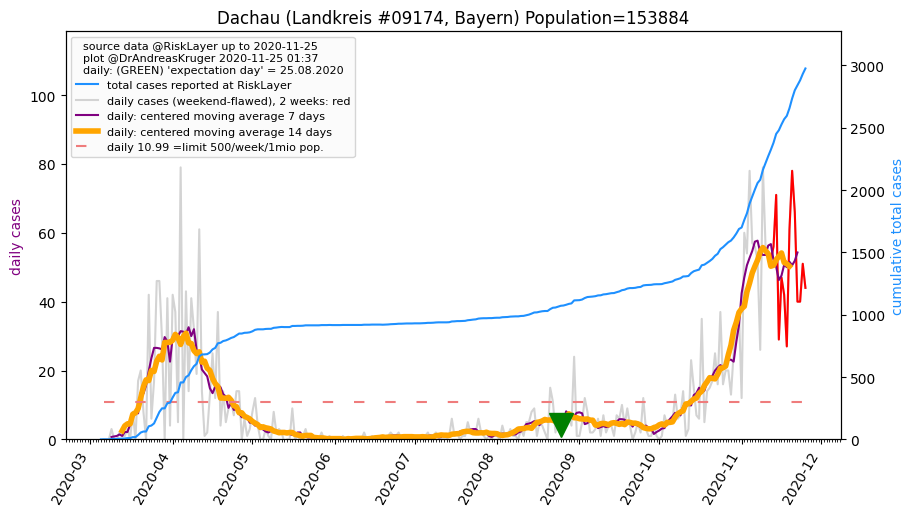 Dachau (Landkreis #09174, Bayern) Population=153884
source data @RiskLayer up to 2020-11-25
plot @DrAndreasKruger 2020-11-25 01:37
daily: (GREEN) 'expectation day' = 25.08.2020
total cases reported at RiskLayer
daily cases (weekend-flawed), 2 weeks: red
daily: centered moving average 7 days
daily: centered moving average 14 days
daily 10.99 =limit 500/week/1mio pop.
daily cases
100
80
60
40
20
0
cumulative total cases
3000
2500
2000
1500
1000
500
0
2020-03
2020-04
2020-05
2020-06
2020-07
2020-08
2020-09
2020-10
2020-11
2020-12